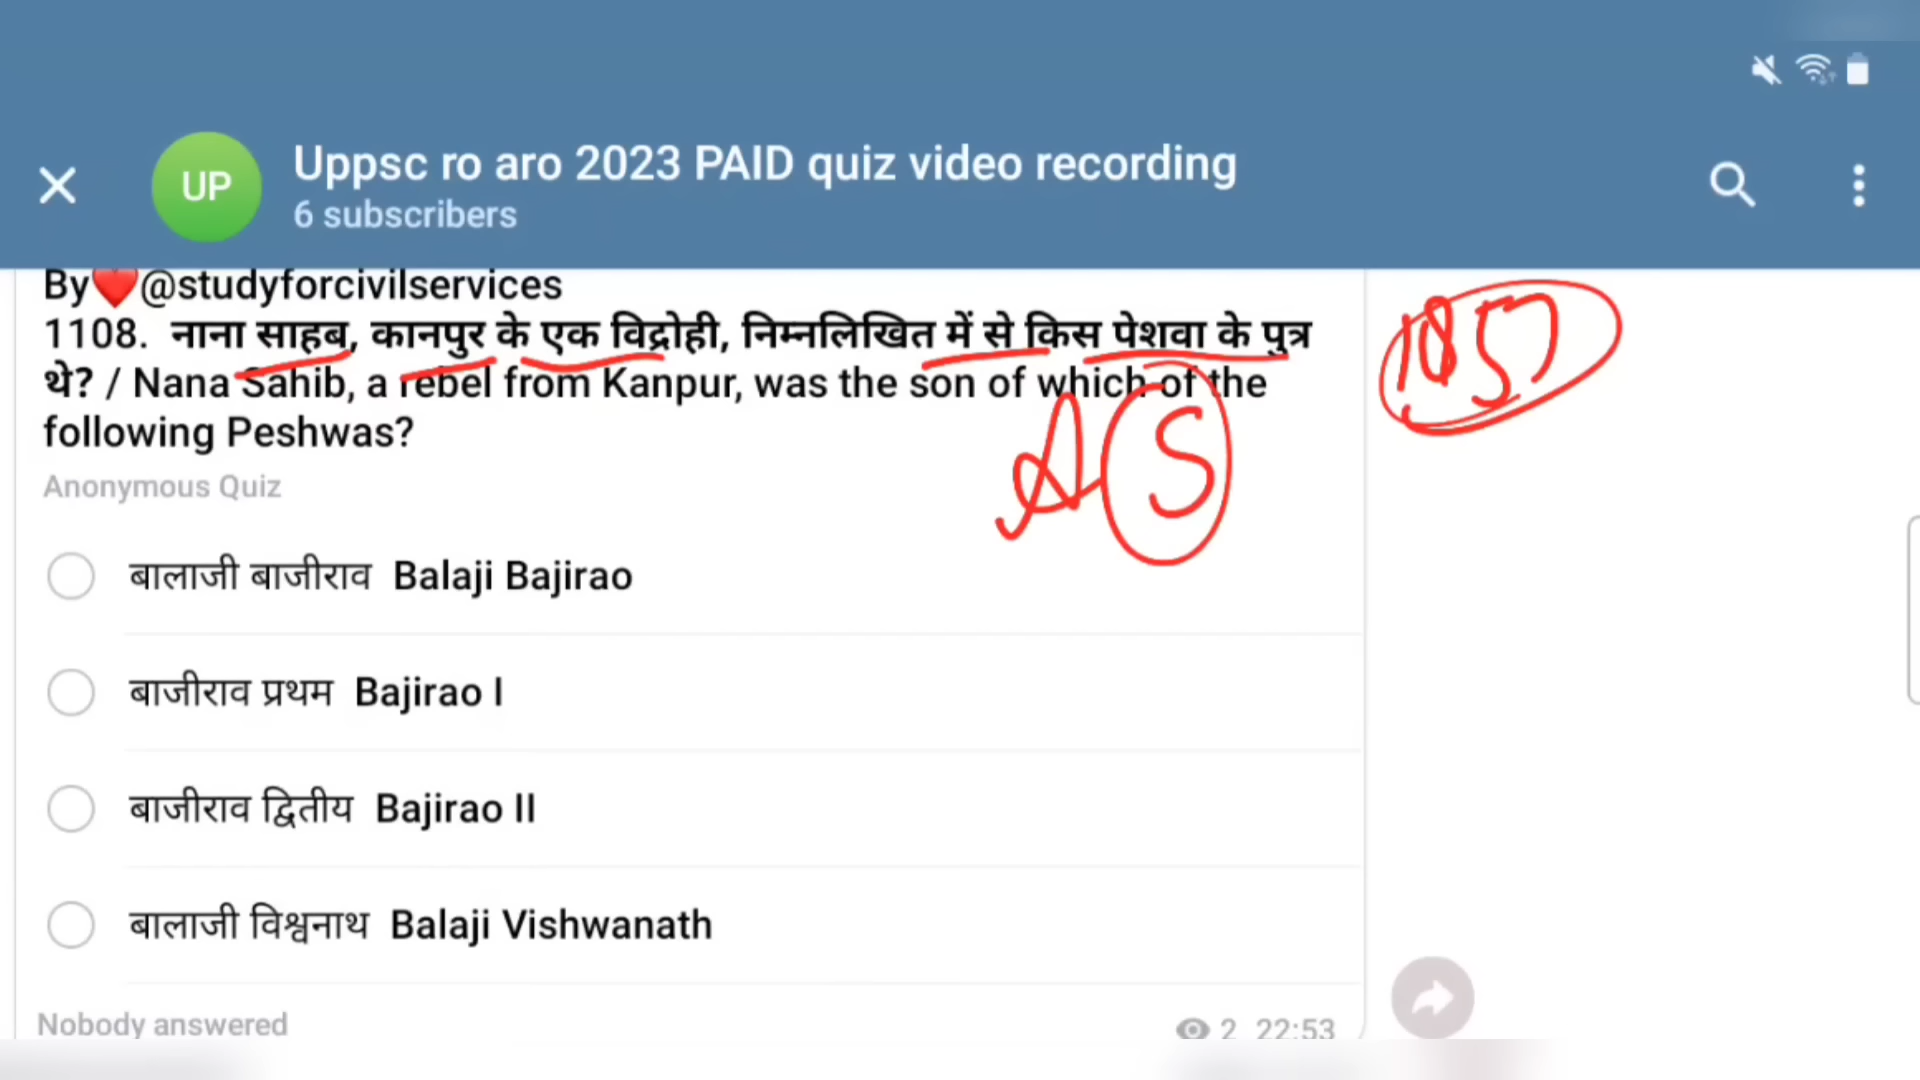 UP
Uppsc ro aro 2023 PAID quiz video recording
6 subscribers
By❤️@studyforcivilservices
1108. नाना साहब, कानपुर के एक विद्रोही, निम्नलिखित में से किस पेशवा के पुत्र
थे? / Nana Sahib, a rebel from Kanpur, was the son of which of the
following Peshwas?
1857
A S
Anonymous Quiz
बालाजी बाजीराव Balaji Bajirao
बाजीराव प्रथम Bajirao I
बाजीराव द्वितीय Bajirao II
बालाजी विश्वनाथ Balaji Vishwanath
Nobody answered
2 22:53